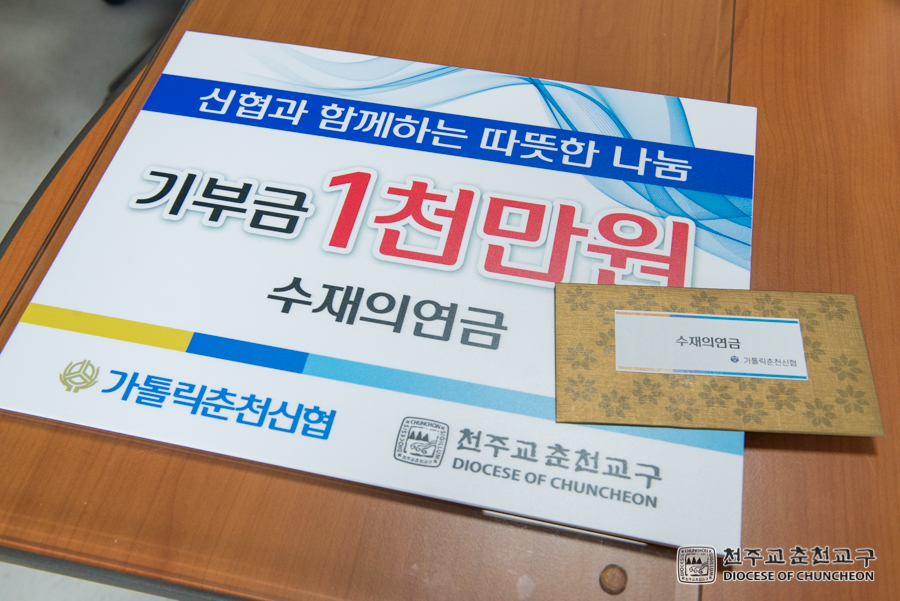 신협과 함께하는 따뜻한 나눔
기부금 1천만원
수재의연금
가톨릭춘천신협
천주교 춘천교구
DIOCESE OF CHUNCHEON
수재의연금
가톨릭춘천신협
천주교 춘천교구
DIOCESE OF CHUNCHEON